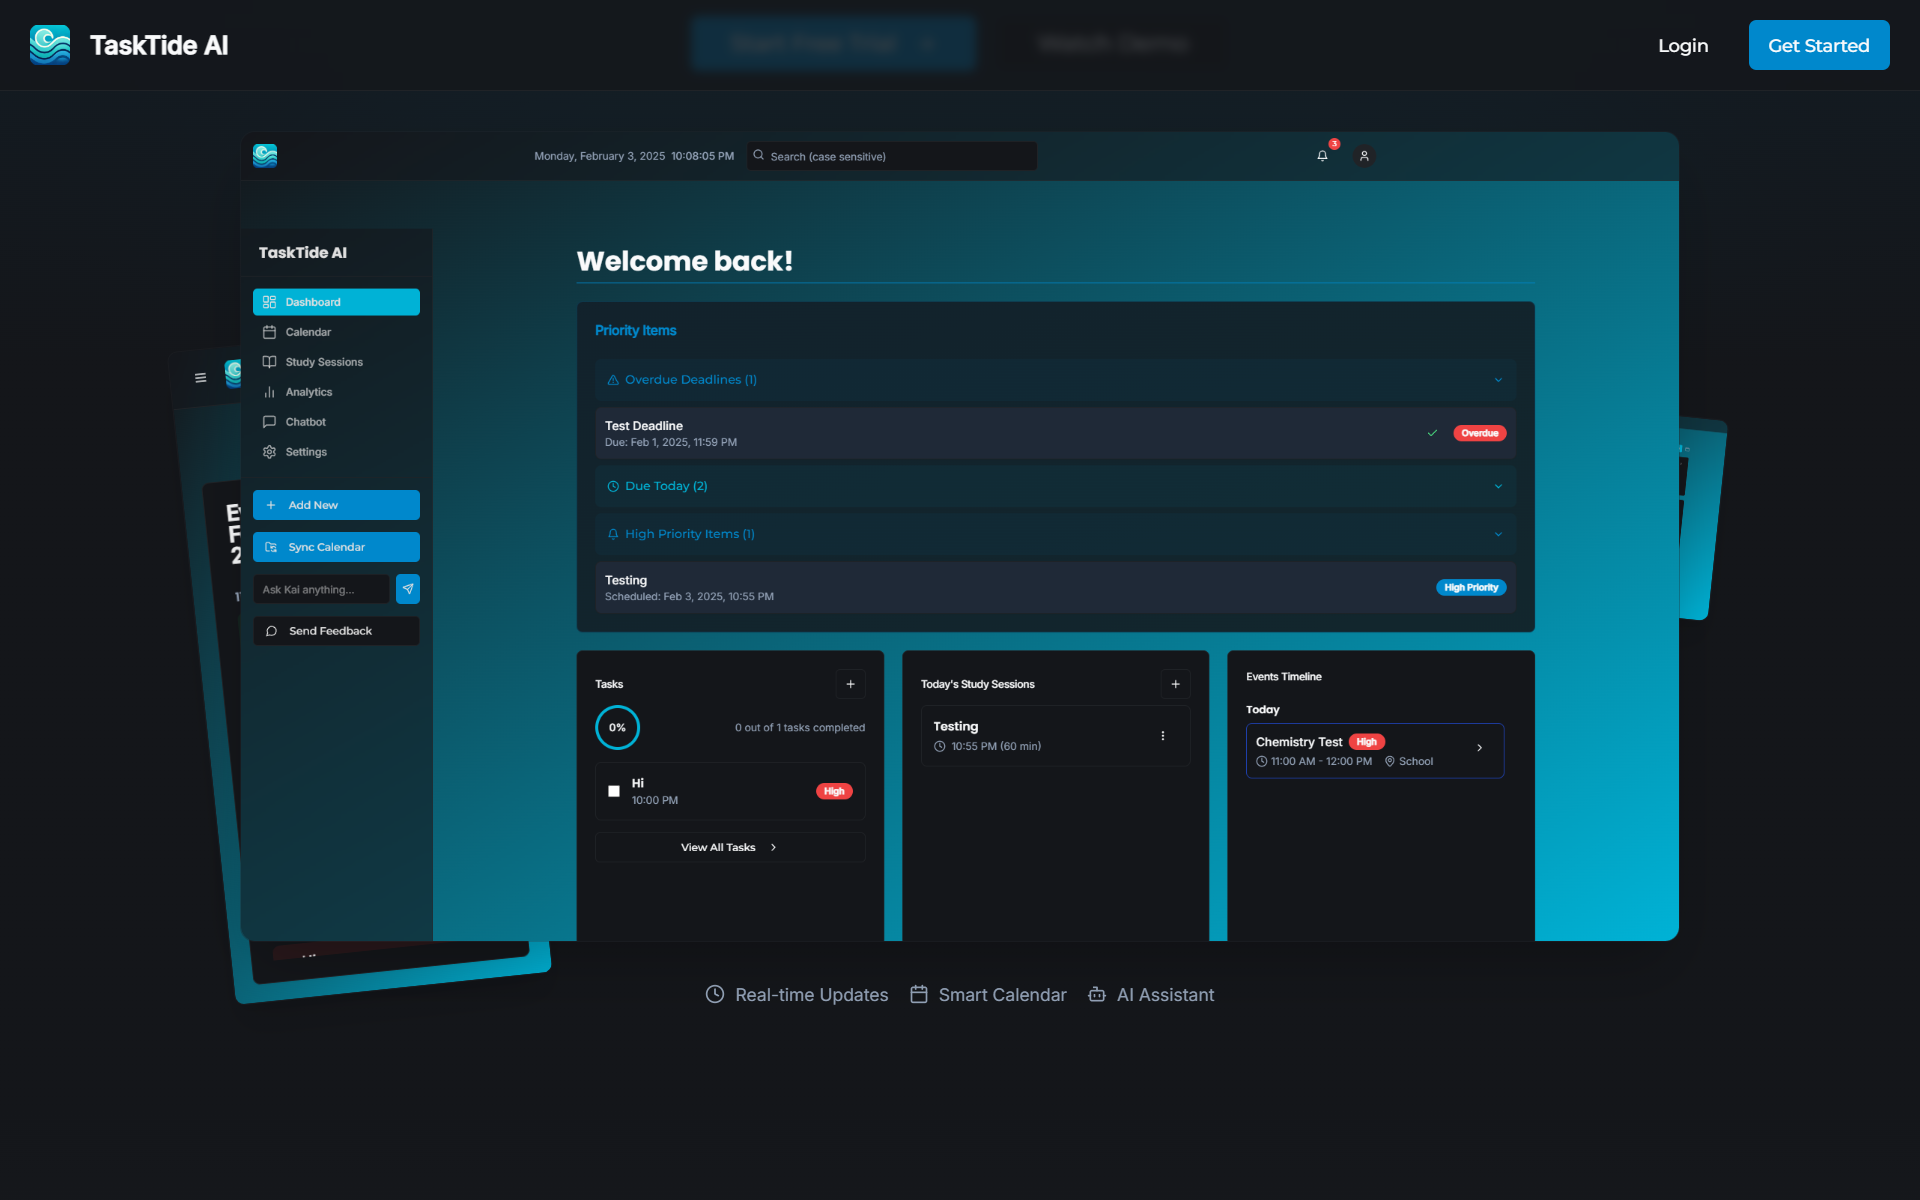 TaskTide AI
Start Free Trial
Watch Demo
Login
Get Started
Monday, February 3, 2025 10:08:05 PM
Search (case sensitive)
3
TaskTide AI
Dashboard
Calendar
Study Sessions
Analytics
Chatbot
Settings
Add New
Sync Calendar
Ask Kai anything...
Send Feedback
Welcome back!
Priority Items
Overdue Deadlines (1)
Test Deadline
Due: Feb 1, 2025, 11:59 PM
Overdue
Due Today (2)
High Priority Items (1)
Testing
Scheduled: Feb 3, 2025, 10:55 PM
High Priority
Tasks
0%
0 out of 1 tasks completed
Hi
10:00 PM
High
View All Tasks
Today's Study Sessions
Testing
10:55 PM (60 min)
Events Timeline
Today
Chemistry Test
High
11:00 AM - 12:00 PM
School
Real-time Updates
Smart Calendar
AI Assistant